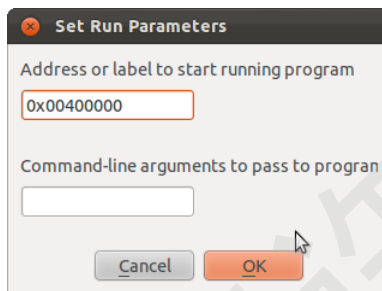 Set Run Parameters
Address or label to start running program
0x00400000
Command-line arguments to pass to program
Cancel OK